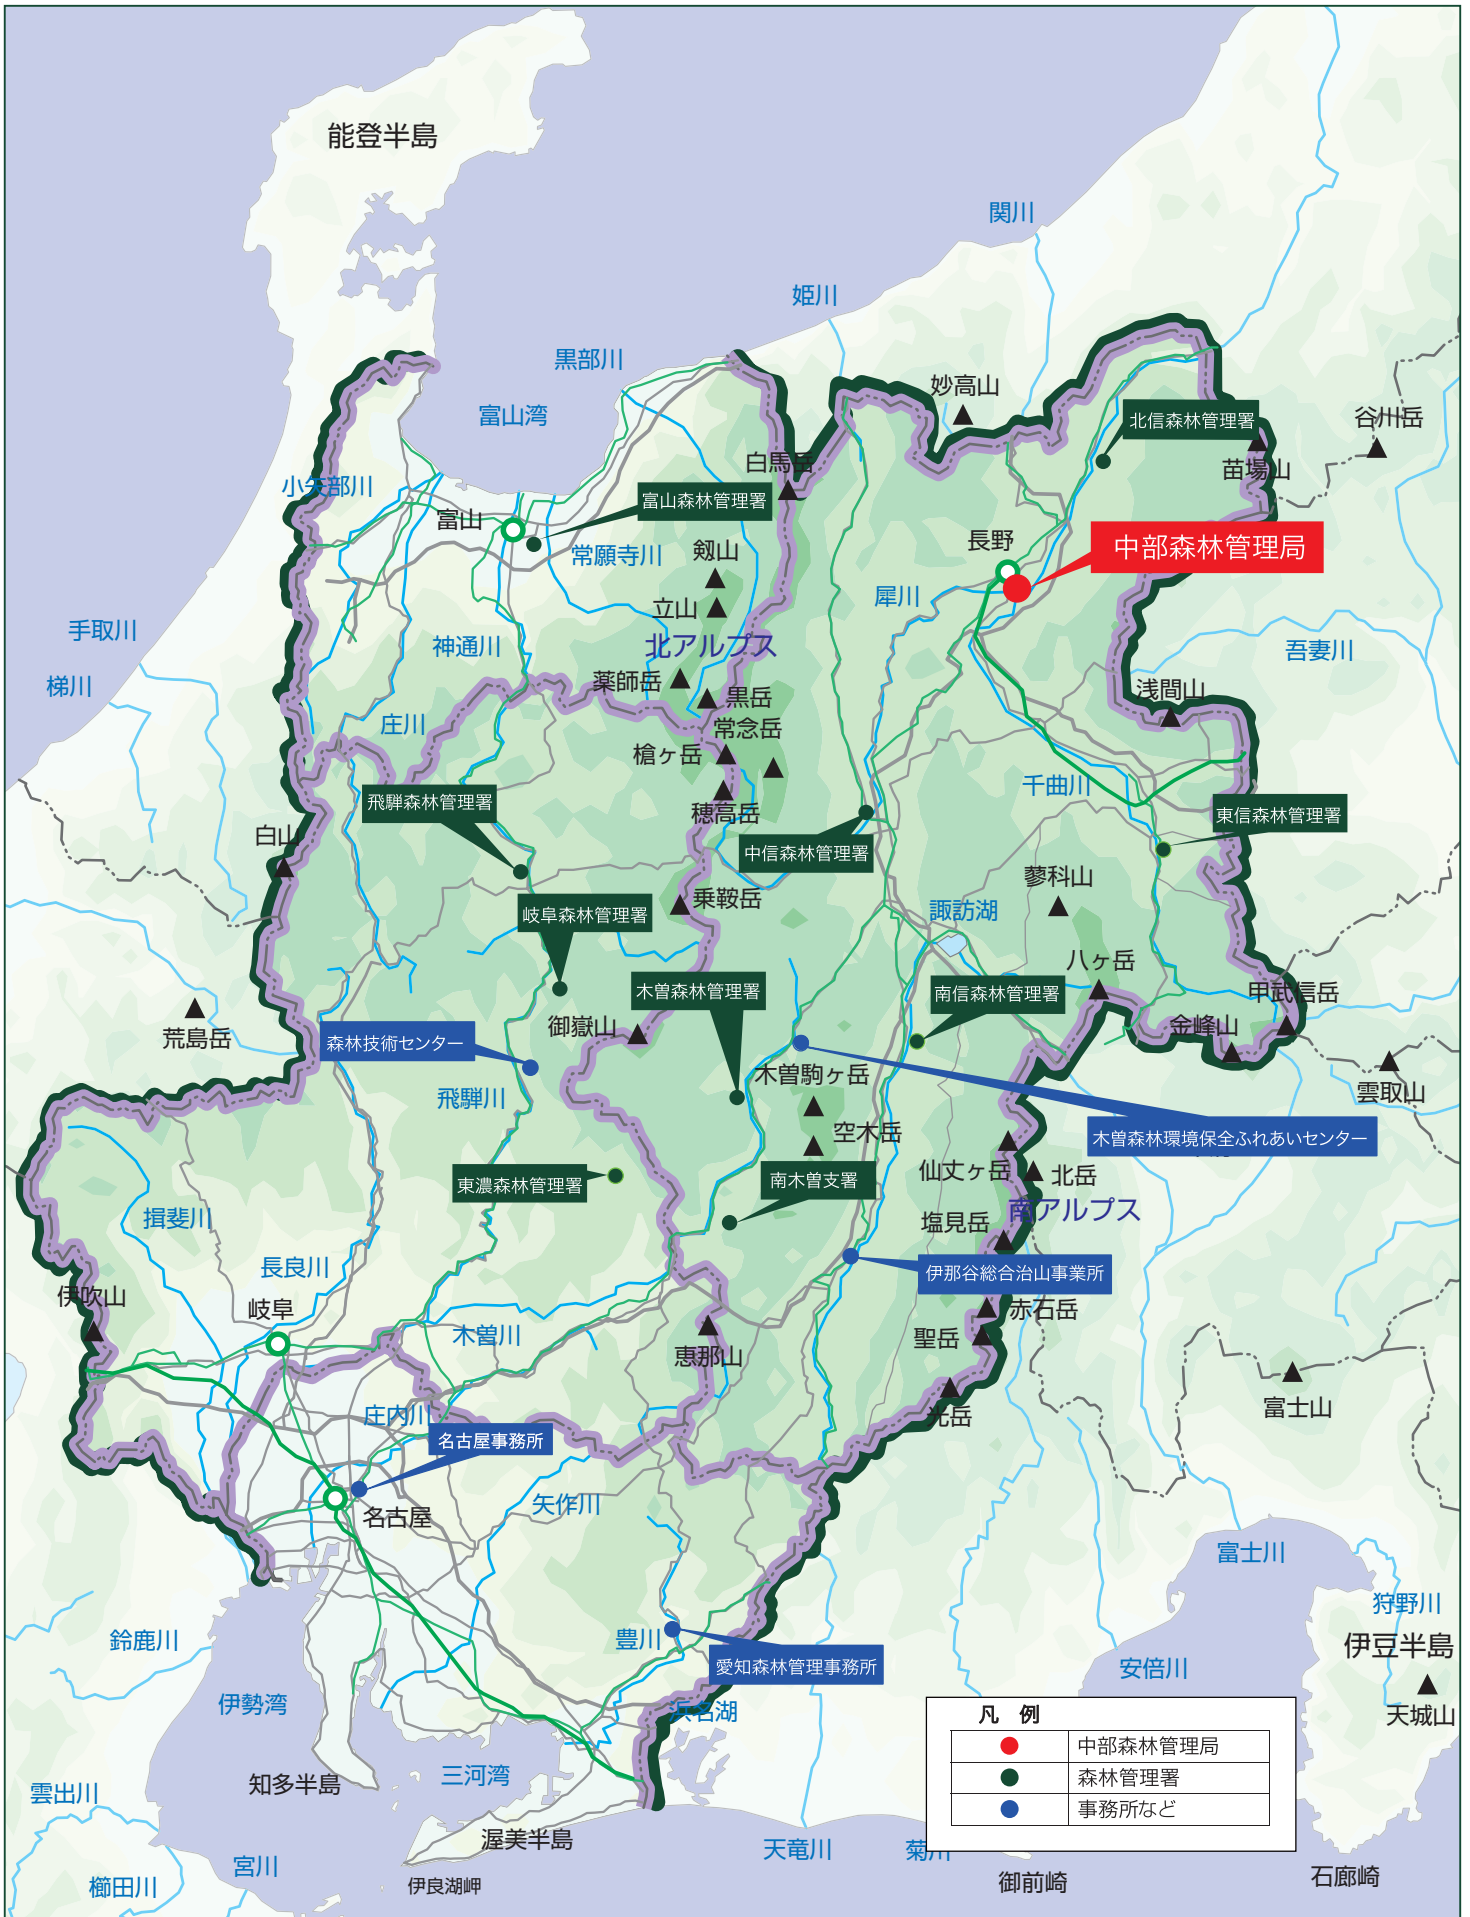 能登半島
関川
姫川
黒部川
富山湾
妙高山
谷川岳
北信森林管理署
苗場山
白馬岳
小矢部川
富山森林管理署
富山
長野
中部森林管理局
常願寺川
剱山
犀川
立山
手取川
神通川
北アルプス
吾妻川
梯川
薬師岳
黒岳
浅間山
庄川
常念岳
槍ヶ岳
千曲川
飛騨森林管理署
穂高岳
東信森林管理署
白山
中信森林管理署
蓼科山
乗鞍岳
岐阜森林管理署
諏訪湖
八ヶ岳
木曽森林管理署
南信森林管理署
甲武信岳
荒島岳
御嶽山
金峰山
森林技術センター
木曽駒ヶ岳
雲取山
飛騨川
空木岳
木曽森林環境保全ふれあいセンター
仙丈ヶ岳
北岳
東濃森林管理署
南木曽支署
南アルプス
揖斐川
塩見岳
長良川
伊那谷総合治山事業所
伊吹山
岐阜
赤石岳
木曽川
聖岳
恵那山
富士山
庄内川
光岳
名古屋事務所
矢作川
名古屋
富士川
狩野川
鈴鹿川
豊川
伊豆半島
愛知森林管理事務所
安倍川
伊勢湾
浜名湖
天城山
凡　例
中部森林管理局
三河湾
知多半島
森林管理署
雲出川
事務所など
渥美半島
天竜川
菊川
宮川
石廊崎
櫛田川
伊良湖岬
御前崎